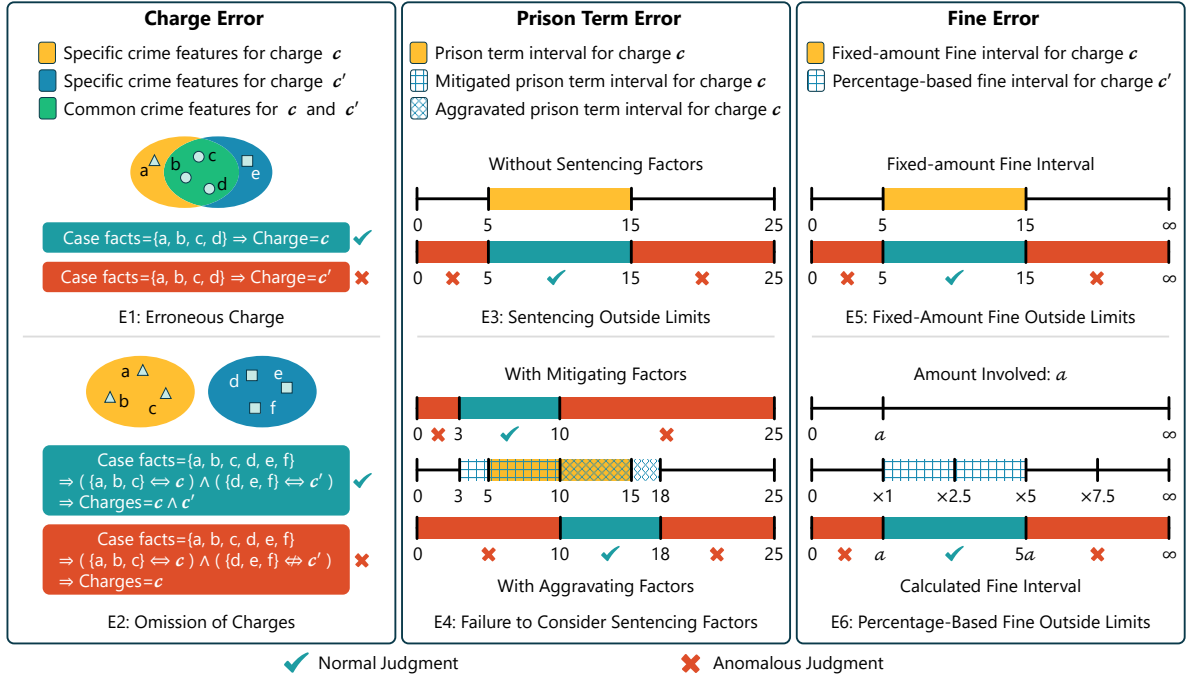 Charge Error
Specific crime features for charge c
Specific crime features for charge c′
Common crime features for c and c′
a
b
c
d
e
Case facts={a, b, c, d} ⇒ Charge=c
Case facts={a, b, c, d} ⇒ Charge=c′
E1: Erroneous Charge
a
b
c
d
e
f
Case facts={a, b, c, d, e, f}
⇒ ( {a, b, c} ⇔ c ) ∧ ( {d, e, f} ⇔ c′ )
⇒ Charges=c ∧ c′
Case facts={a, b, c, d, e, f}
⇒ ( {a, b, c} ⇔ c ) ∧ ( {d, e, f} ⇎ c′ )
⇒ Charges=c
E2: Omission of Charges
Prison Term Error
Prison term interval for charge c
Mitigated prison term interval for charge c
Aggravated prison term interval for charge c
Without Sentencing Factors
0 5 15 25
0 5 15 25
E3: Sentencing Outside Limits
With Mitigating Factors
0 3 10 25
0 3 5 10 15 18 25
0 10 18 25
With Aggravating Factors
E4: Failure to Consider Sentencing Factors
Fine Error
Fixed-amount Fine interval for charge c
Percentage-based fine interval for charge c′
Fixed-amount Fine Interval
0 5 15 ∞
0 5 15 ∞
E5: Fixed-Amount Fine Outside Limits
Amount Involved: a
0 a ∞
0 ×1 ×2.5 ×5 ×7.5 ∞
0 a 5a ∞
Calculated Fine Interval
E6: Percentage-Based Fine Outside Limits
Normal Judgment
Anomalous Judgment